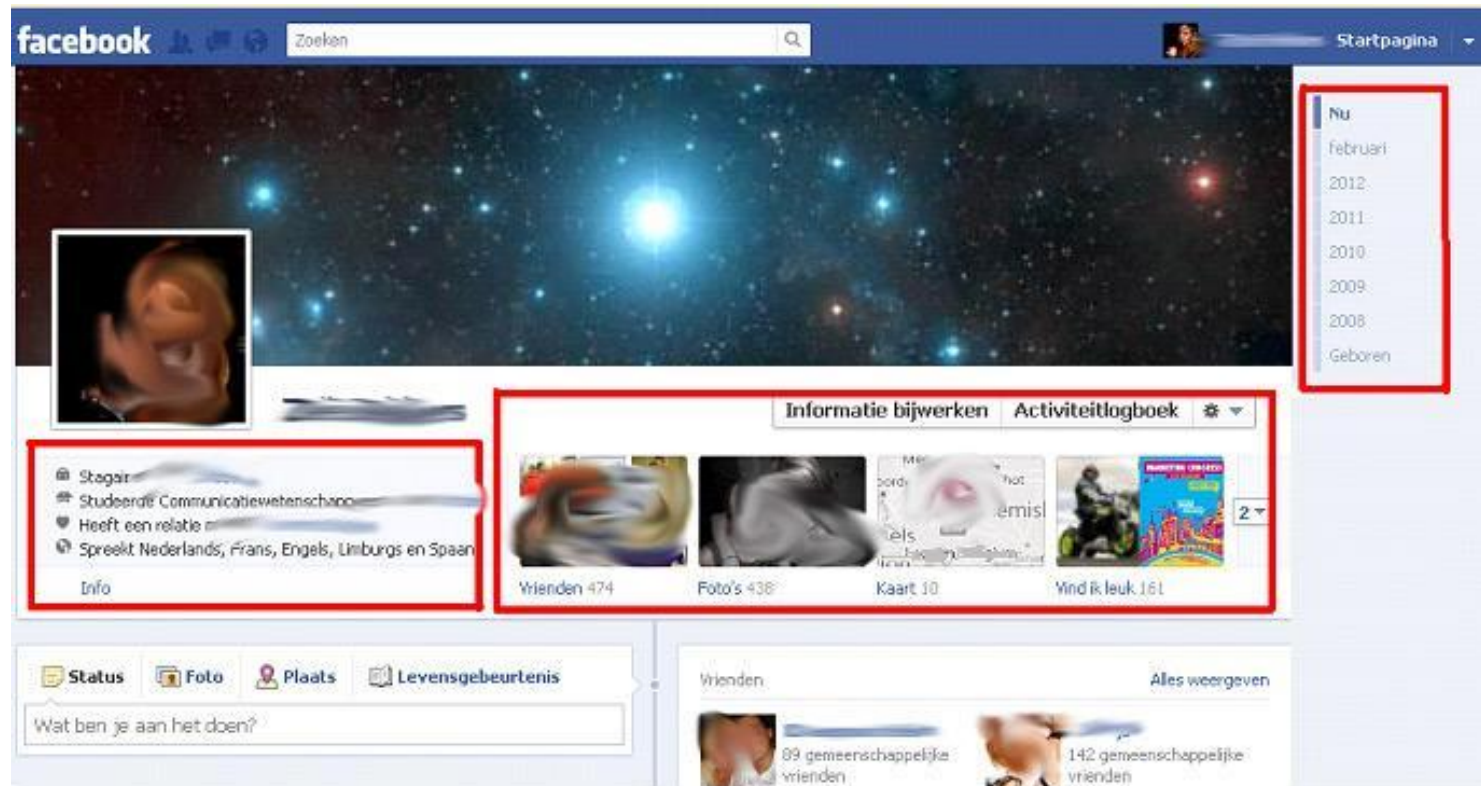 facebook Zoeken Startpagina
Nu
februari
2012
2011
2010
2009
2008
Geboren
Informatie bijwerken Activiteitlogboek
Stagair
Studeerde Communicatiewetenschap
Heeft een relatie
Spreekt Nederlands, Frans, Engels, Limburgs en Spaan
Info
MARKETING CONGRESS
2
Vrienden 474 Foto's 438 Kaart 10 Vind ik leuk 161
Status Foto Plaats Levensgebeurtenis
Wat ben je aan het doen?
Vrienden Alles weergeven
89 gemeenschappelijke
vrienden
142 gemeenschappelijke
vrienden